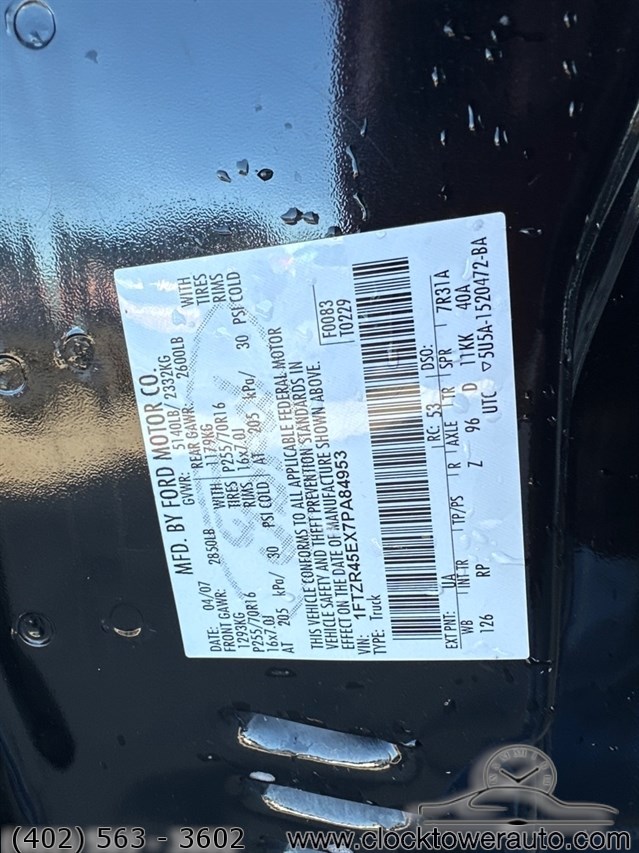 MFD. BY FORD MOTOR CO.
DATE: 04/07 GVWR: 5140LB/ 2332KG
FRONT GAWR: 2850LB REAR GAWR: 2600LB
1293KG WITH 1179KG WITH
P255/70R16 TIRES P255/70R16 TIRES
16x7.0J RIMS 16x7.0J RIMS
AT 205 kPa/ 30 PSI COLD AT 205 kPa/ 30 PSI COLD
THIS VEHICLE CONFORMS TO ALL APPLICABLE FEDERAL MOTOR
VEHICLE SAFETY AND THEFT PREVENTION STANDARDS IN
EFFECT ON THE DATE OF MANUFACTURE SHOWN ABOVE.
VIN: 1FTZR45EX7PA84953
TYPE: Truck
F0083
T0229
EXT PNT: UA RC: 53 DSO:
WB INT TR TP/PS R AXLE TR SPR 7R31A
126 RP Z 96 D 11KK 40A
UTC ▽5U5A-1520472-BA
(402) 563 - 3602 www.clocktowerauto.com